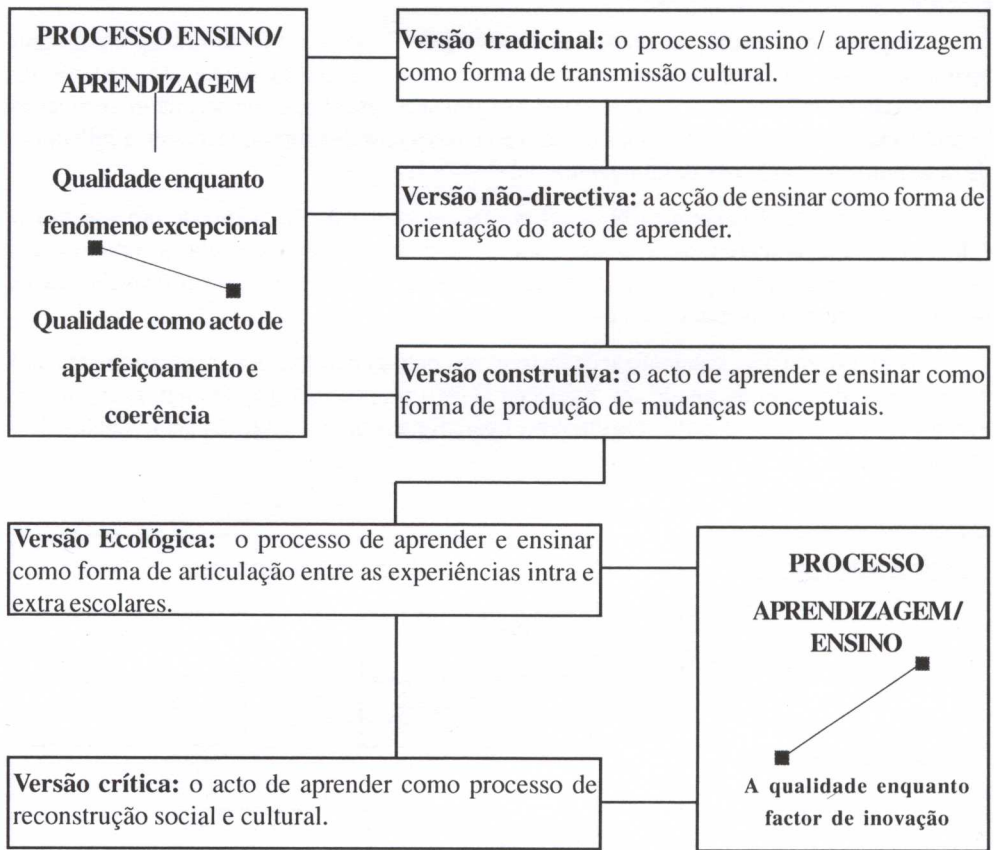 PROCESSO ENSINO/
APRENDIZAGEM
Qualidade enquanto
fenómeno excepcional
Qualidade como acto de
aperfeiçoamento e
coerência
Versão tradicinal: o processo ensino / aprendizagem
como forma de transmissão cultural.
Versão não-directiva: a acção de ensinar como forma de
orientação do acto de aprender.
Versão construtiva: o acto de aprender e ensinar como
forma de produção de mudanças conceptuais.
Versão Ecológica: o processo de aprender e ensinar
como forma de articulação entre as experiências intra e
extra escolares.
Versão crítica: o acto de aprender como processo de
reconstrução social e cultural.
PROCESSO
APRENDIZAGEM/
ENSINO
A qualidade enquanto
factor de inovação